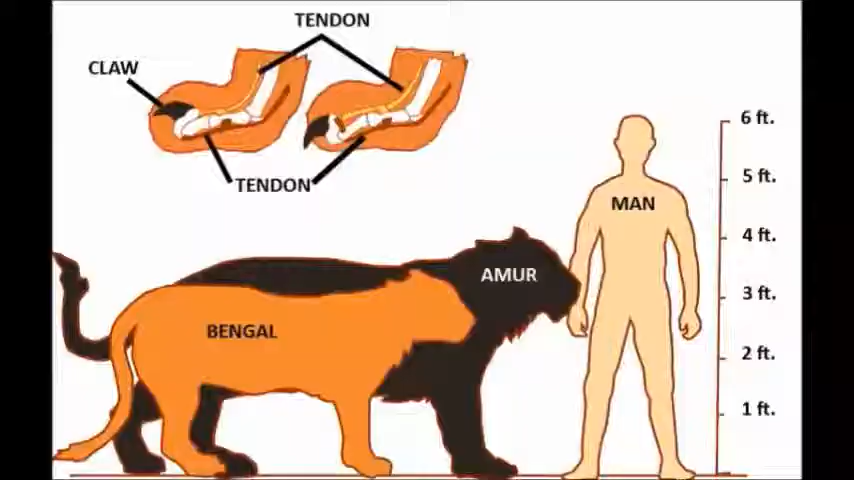 TENDON
CLAW
TENDON
6 ft.
5 ft.
MAN
4 ft.
AMUR
3 ft.
BENGAL
2 ft.
1 ft.